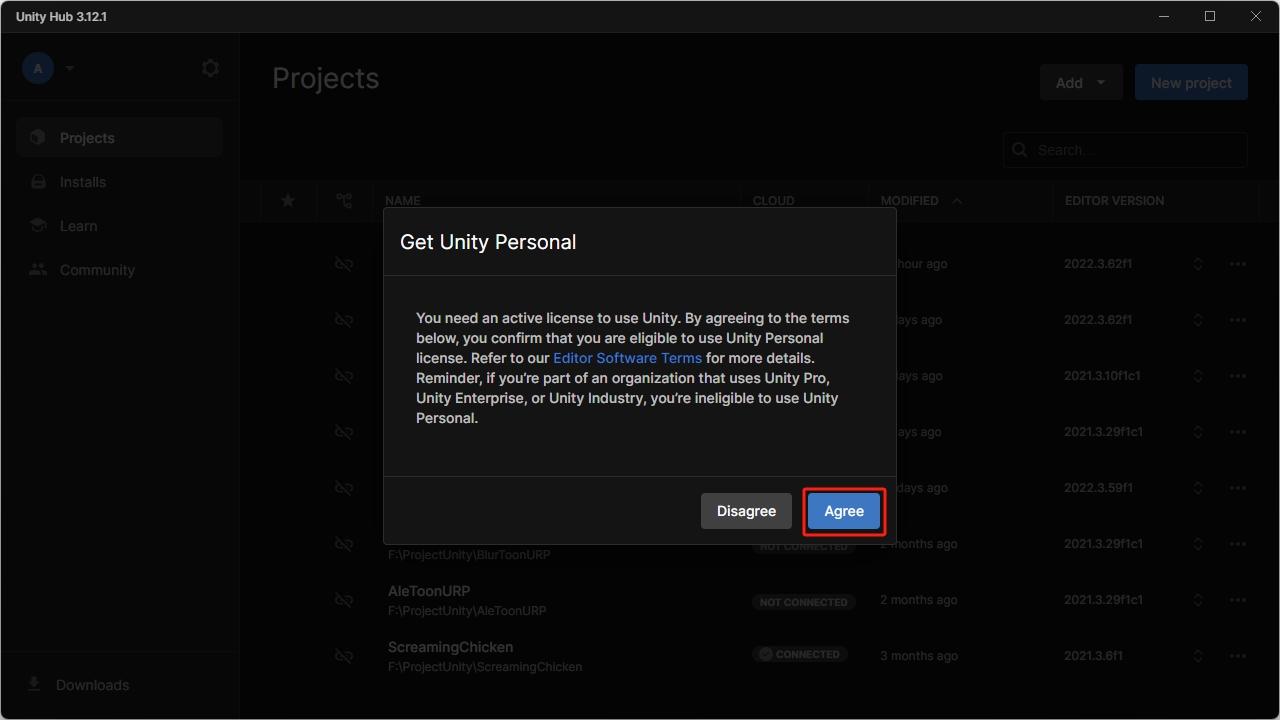 Unity Hub 3.12.1
A
Projects
Add
New project
Projects
Search...
Installs
NAME
CLOUD
MODIFIED
EDITOR VERSION
Learn
Get Unity Personal
Community
hour ago
2022.3.62f1
You need an active license to use Unity. By agreeing to the terms
below, you confirm that you are eligible to use Unity Personal
license. Refer to our Editor Software Terms for more details.
Reminder, if you're part of an organization that uses Unity Pro,
Unity Enterprise, or Unity Industry, you're ineligible to use Unity
Personal.
ays ago
2022.3.62f1
ays ago
2021.3.10f1c1
ays ago
2021.3.29f1c1
days ago
2022.3.59f1
Disagree
Agree
F:\ProjectUnity\BlurToonURP
NOT CONNECTED
2 months ago
2021.3.29f1c1
AleToonURP
F:\ProjectUnity\AleToonURP
NOT CONNECTED
2 months ago
2021.3.29f1c1
ScreamingChicken
F:\ProjectUnity\ScreamingChicken
CONNECTED
3 months ago
2021.3.6f1
Downloads